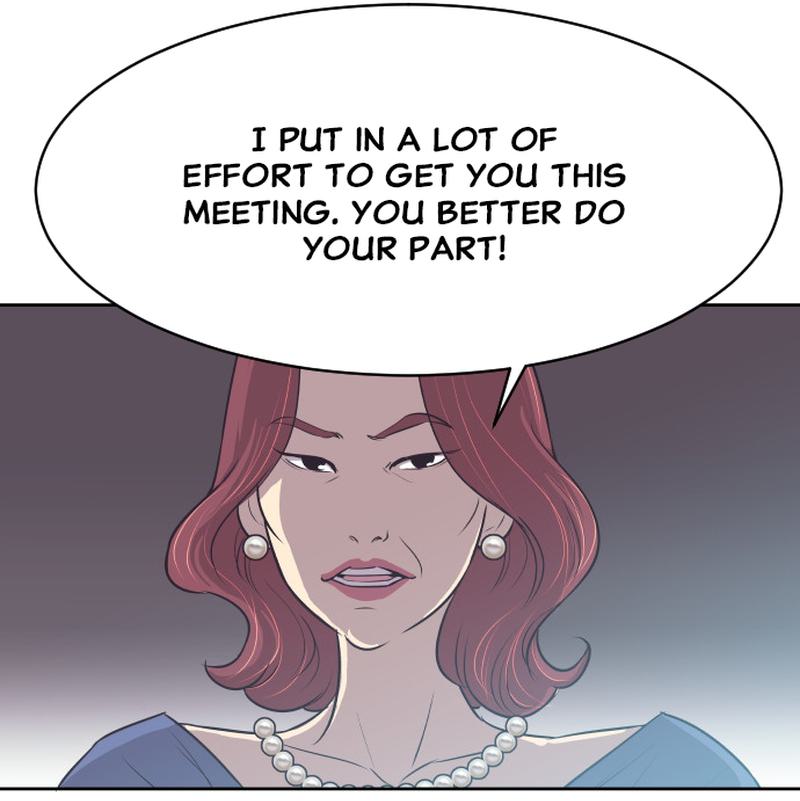 I PUT IN A LOT OF
EFFORT TO GET YOU THIS
MEETING. YOU BETTER DO
YOUR PART!